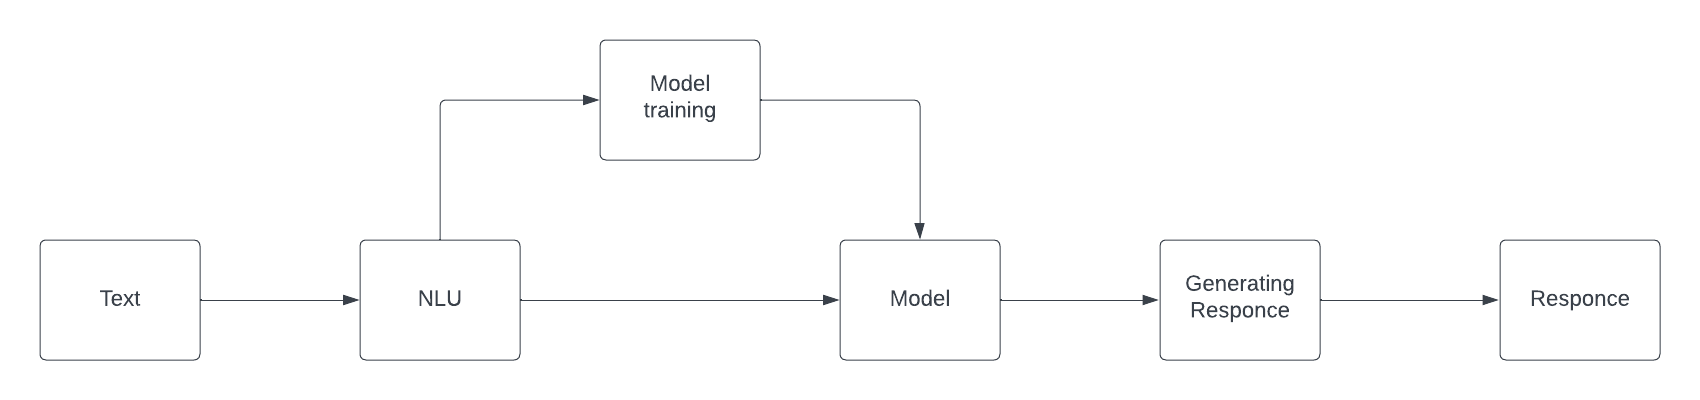 Model
training
Text
NLU
Model
Generating
Responce
Responce